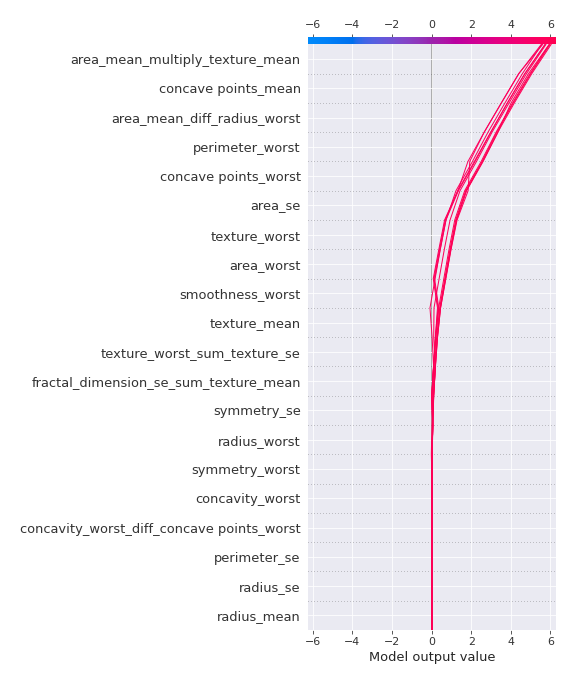 −6 −4 −2 0 2 4 6
area_mean_multiply_texture_mean
concave points_mean
area_mean_diff_radius_worst
perimeter_worst
concave points_worst
area_se
texture_worst
area_worst
smoothness_worst
texture_mean
texture_worst_sum_texture_se
fractal_dimension_se_sum_texture_mean
symmetry_se
radius_worst
symmetry_worst
concavity_worst
concavity_worst_diff_concave points_worst
perimeter_se
radius_se
radius_mean
−6 −4 −2 0 2 4 6
Model output value